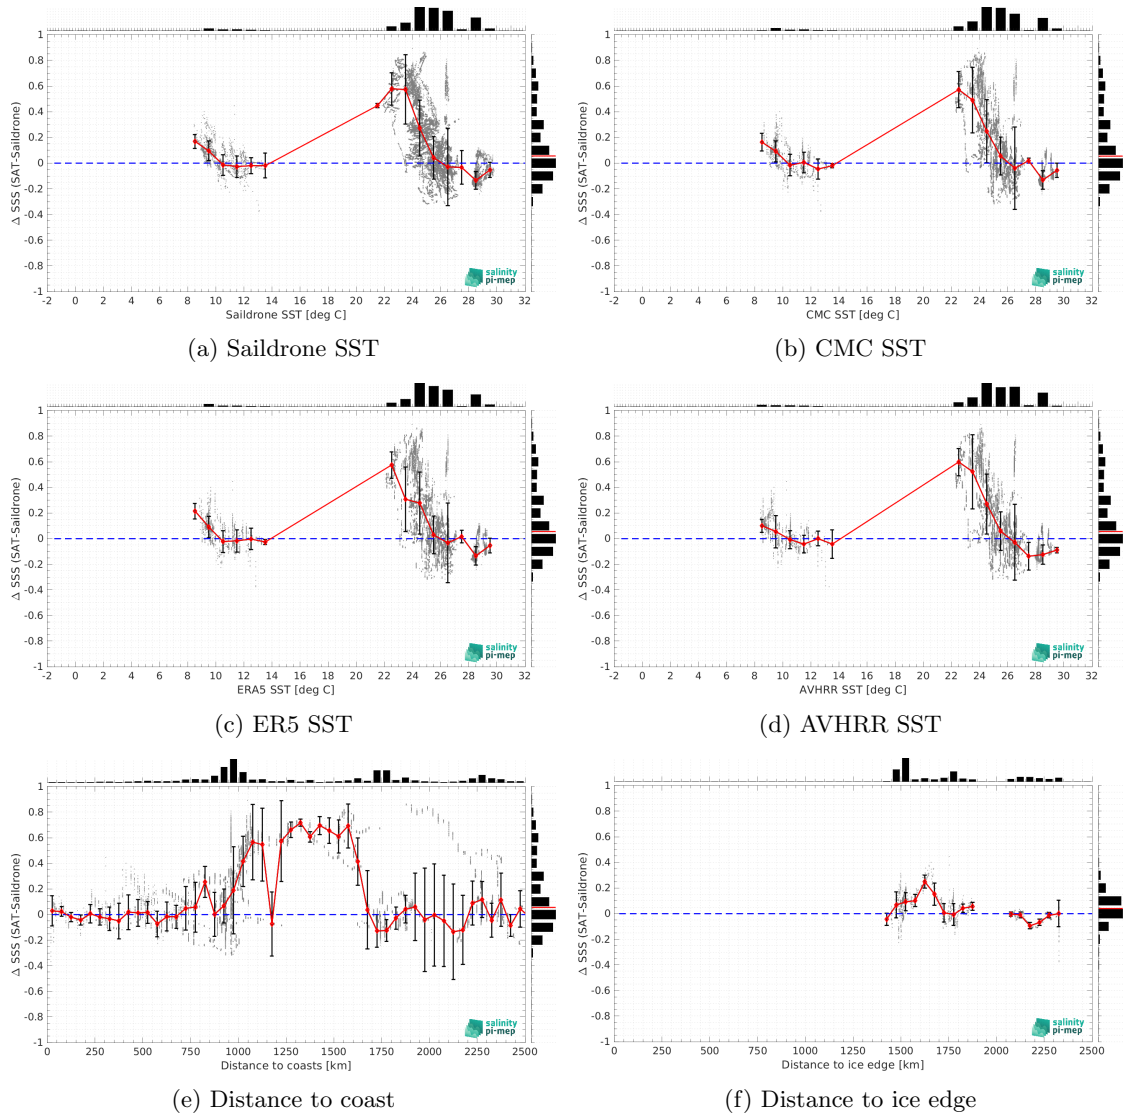 1
0.8
0.6
0.4
0.2
0
-0.2
-0.4
-0.6
-0.8
-1
Δ SSS (SAT-Saildrone)
-2 0 2 4 6 8 10 12 14 16 18 20 22 24 26 28 30 32
Saildrone SST [deg C]
salinity
pi-mep
(a) Saildrone SST
1
0.8
0.6
0.4
0.2
0
-0.2
-0.4
-0.6
-0.8
-1
Δ SSS (SAT-Saildrone)
-2 0 2 4 6 8 10 12 14 16 18 20 22 24 26 28 30 32
CMC SST [deg C]
salinity
pi-mep
(b) CMC SST
1
0.8
0.6
0.4
0.2
0
-0.2
-0.4
-0.6
-0.8
-1
Δ SSS (SAT-Saildrone)
-2 0 2 4 6 8 10 12 14 16 18 20 22 24 26 28 30 32
ERA5 SST [deg C]
salinity
pi-mep
(c) ER5 SST
1
0.8
0.6
0.4
0.2
0
-0.2
-0.4
-0.6
-0.8
-1
Δ SSS (SAT-Saildrone)
-2 0 2 4 6 8 10 12 14 16 18 20 22 24 26 28 30 32
AVHRR SST [deg C]
salinity
pi-mep
(d) AVHRR SST
1
0.8
0.6
0.4
0.2
0
-0.2
-0.4
-0.6
-0.8
-1
Δ SSS (SAT-Saildrone)
0 250 500 750 1000 1250 1500 1750 2000 2250 2500
Distance to coasts [km]
salinity
pi-mep
(e) Distance to coast
1
0.8
0.6
0.4
0.2
0
-0.2
-0.4
-0.6
-0.8
-1
Δ SSS (SAT-Saildrone)
0 250 500 750 1000 1250 1500 1750 2000 2250 2500
Distance to ice edge [km]
salinity
pi-mep
(f) Distance to ice edge